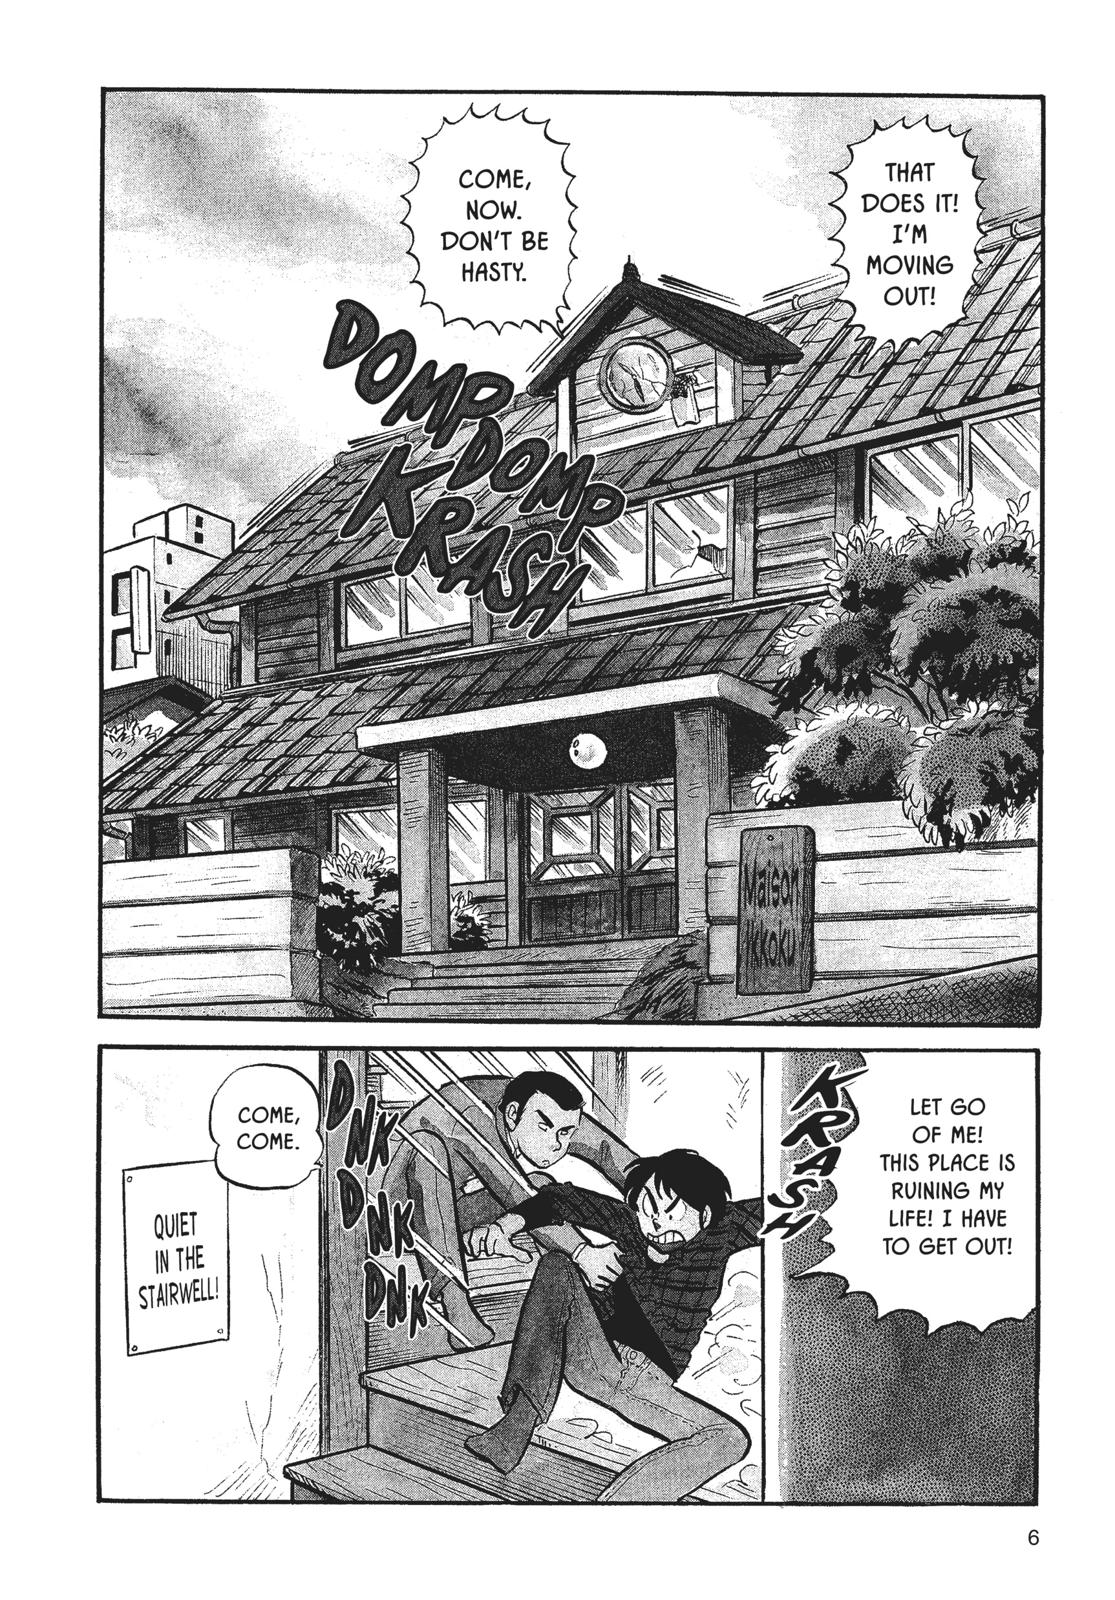 THAT
DOES IT!
I'M
MOVING
OUT!
COME,
NOW.
DON'T BE
HASTY.
DOMP
DOMP
KRASH
Maison
Ikkoku
LET GO
OF ME!
THIS PLACE IS
RUINING MY
LIFE! I HAVE
TO GET OUT!
KRASH
COME,
COME.
DNK
DNK
DNK
QUIET
IN THE
STAIRWELL!
6